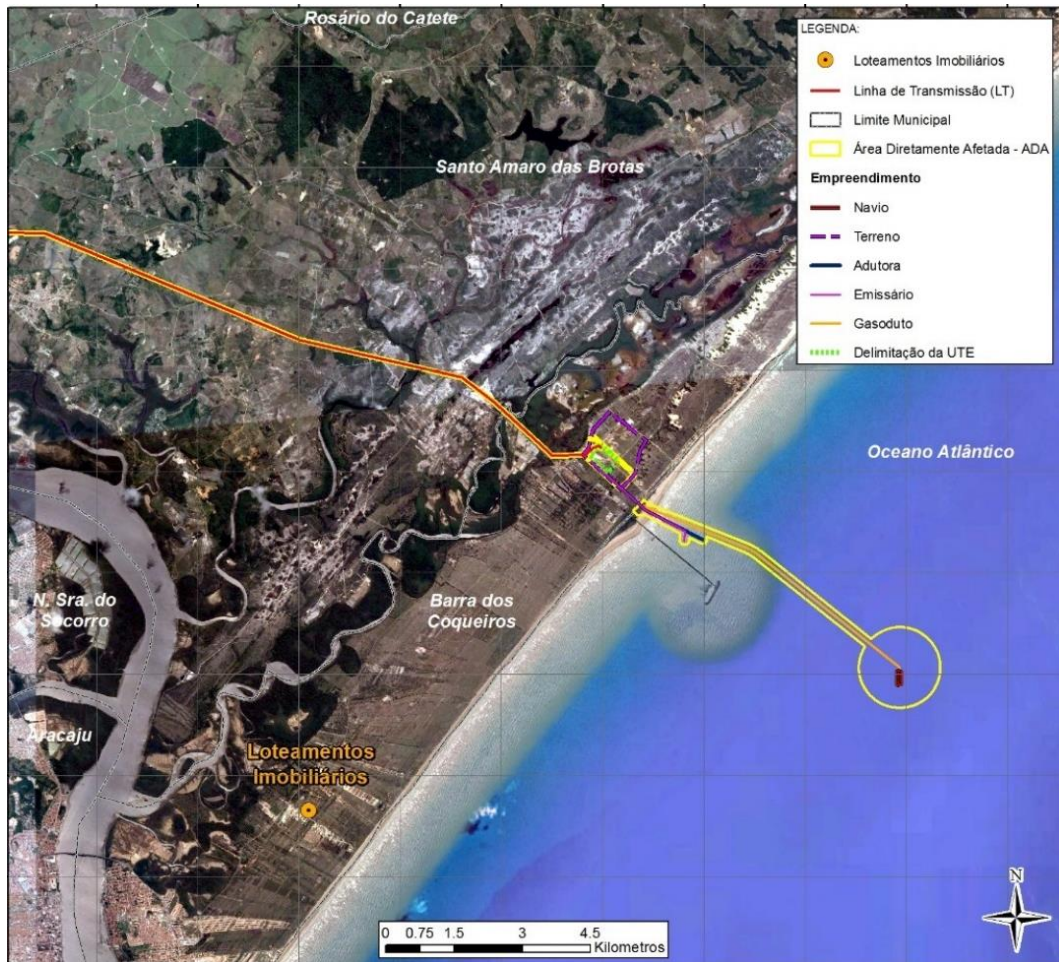 Rosário do Catete
LEGENDA:
Loteamentos Imobiliários
Linha de Transmissão (LT)
Limite Municipal
Área Diretamente Afetada - ADA
Empreendimento
Navio
Terreno
Adutora
Emissário
Gasoduto
Delimitação da UTE
Santo Amaro das Brotas
Oceano Atlântico
N. Sra. do
Socorro
Barra dos
Coqueiros
Aracaju
Loteamentos
Imobiliários
N
0 0.75 1.5 3 4.5
Kilometros